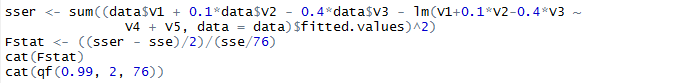 sser <- sum((data$V1 + 0.1*data$V2 - 0.4*data$V3 - lm(V1+0.1*V2-0.4*V3 ~
V4 + V5, data = data)$fitted.values)^2)
Fstat <- ((sser - sse)/2)/(sse/76)
cat(Fstat)
cat(qf(0.99, 2, 76))